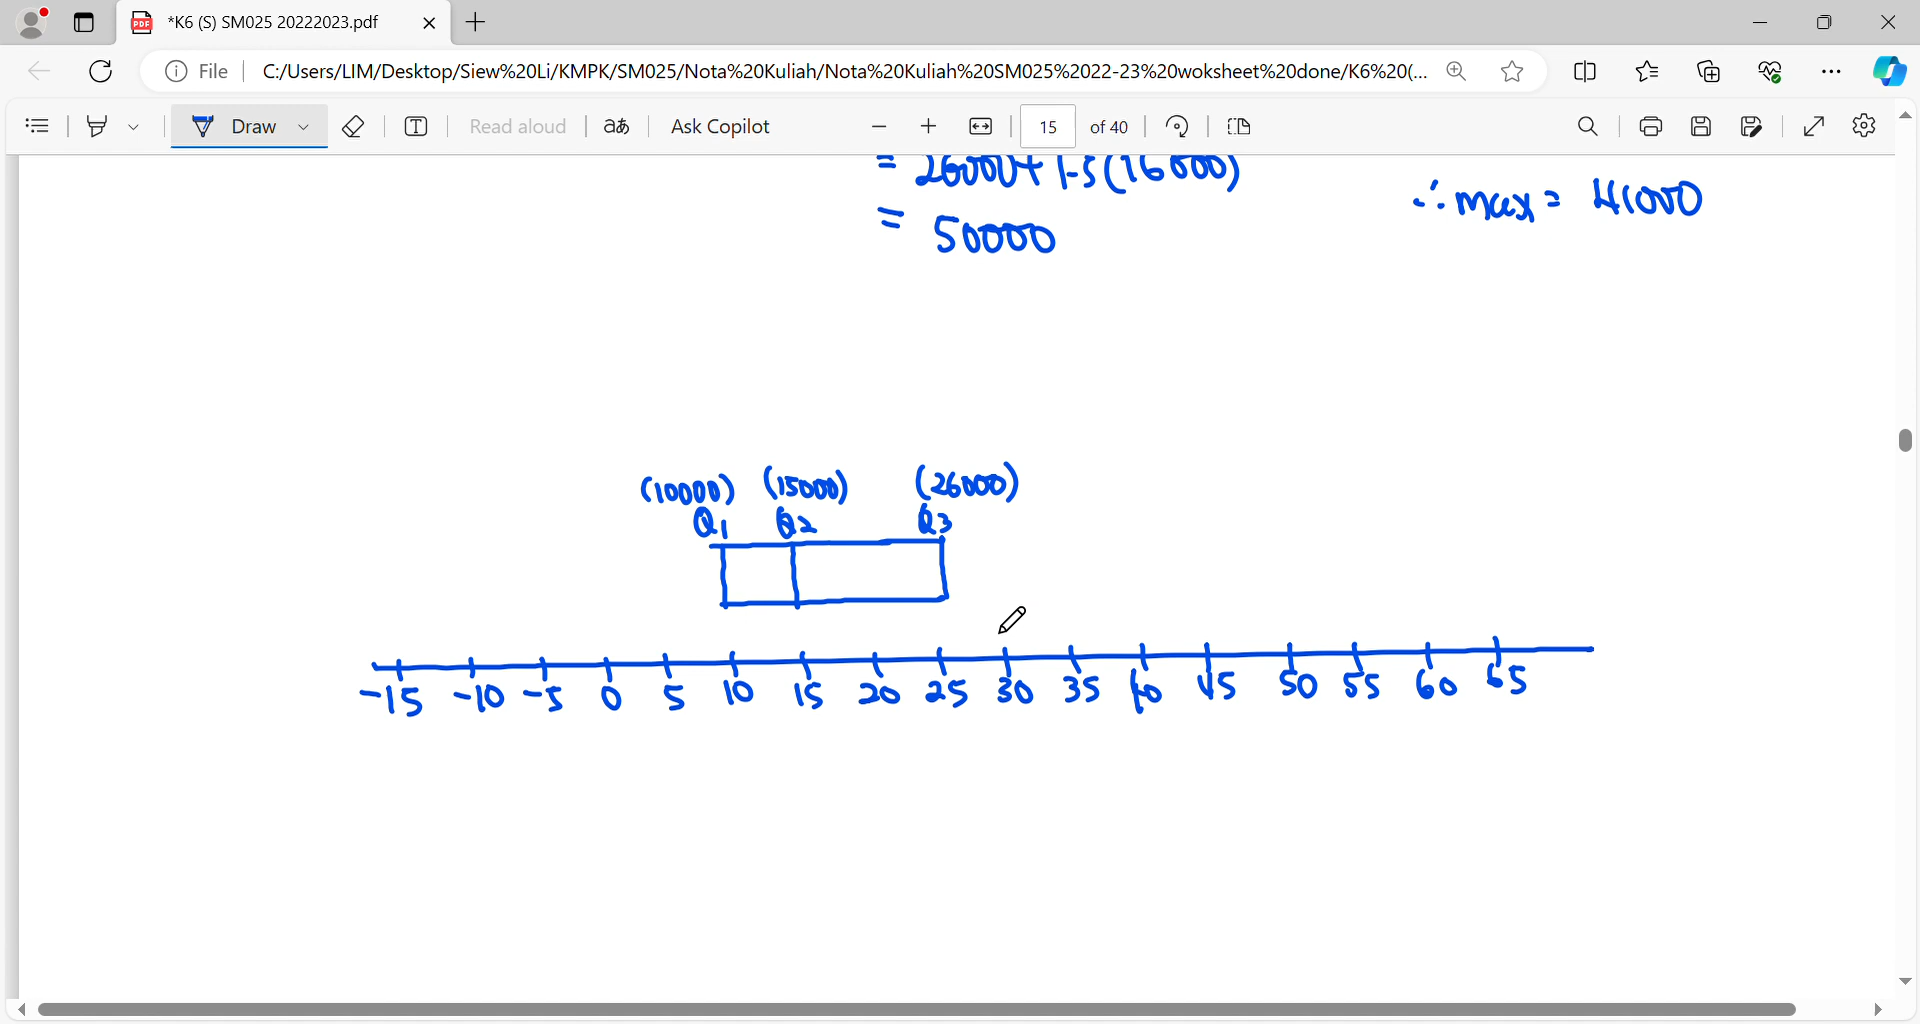 *K6 (S) SM025 20222023.pdf
File
C:/Users/LIM/Desktop/Siew%20Li/KMPK/SM025/Nota%20Kuliah/Nota%20Kuliah%20SM025%2022-23%20woksheet%20done/K6%20(...
Draw
Read aloud
aあ
Ask Copilot
15 of 40
= 26000 + 1.5 (16000)
= 50000
∴ max = 41000
(10000) (15000) (26000)
Q1 Q2 Q3
-15 -10 -5 0 5 10 15 20 25 30 35 40 45 50 55 60 65